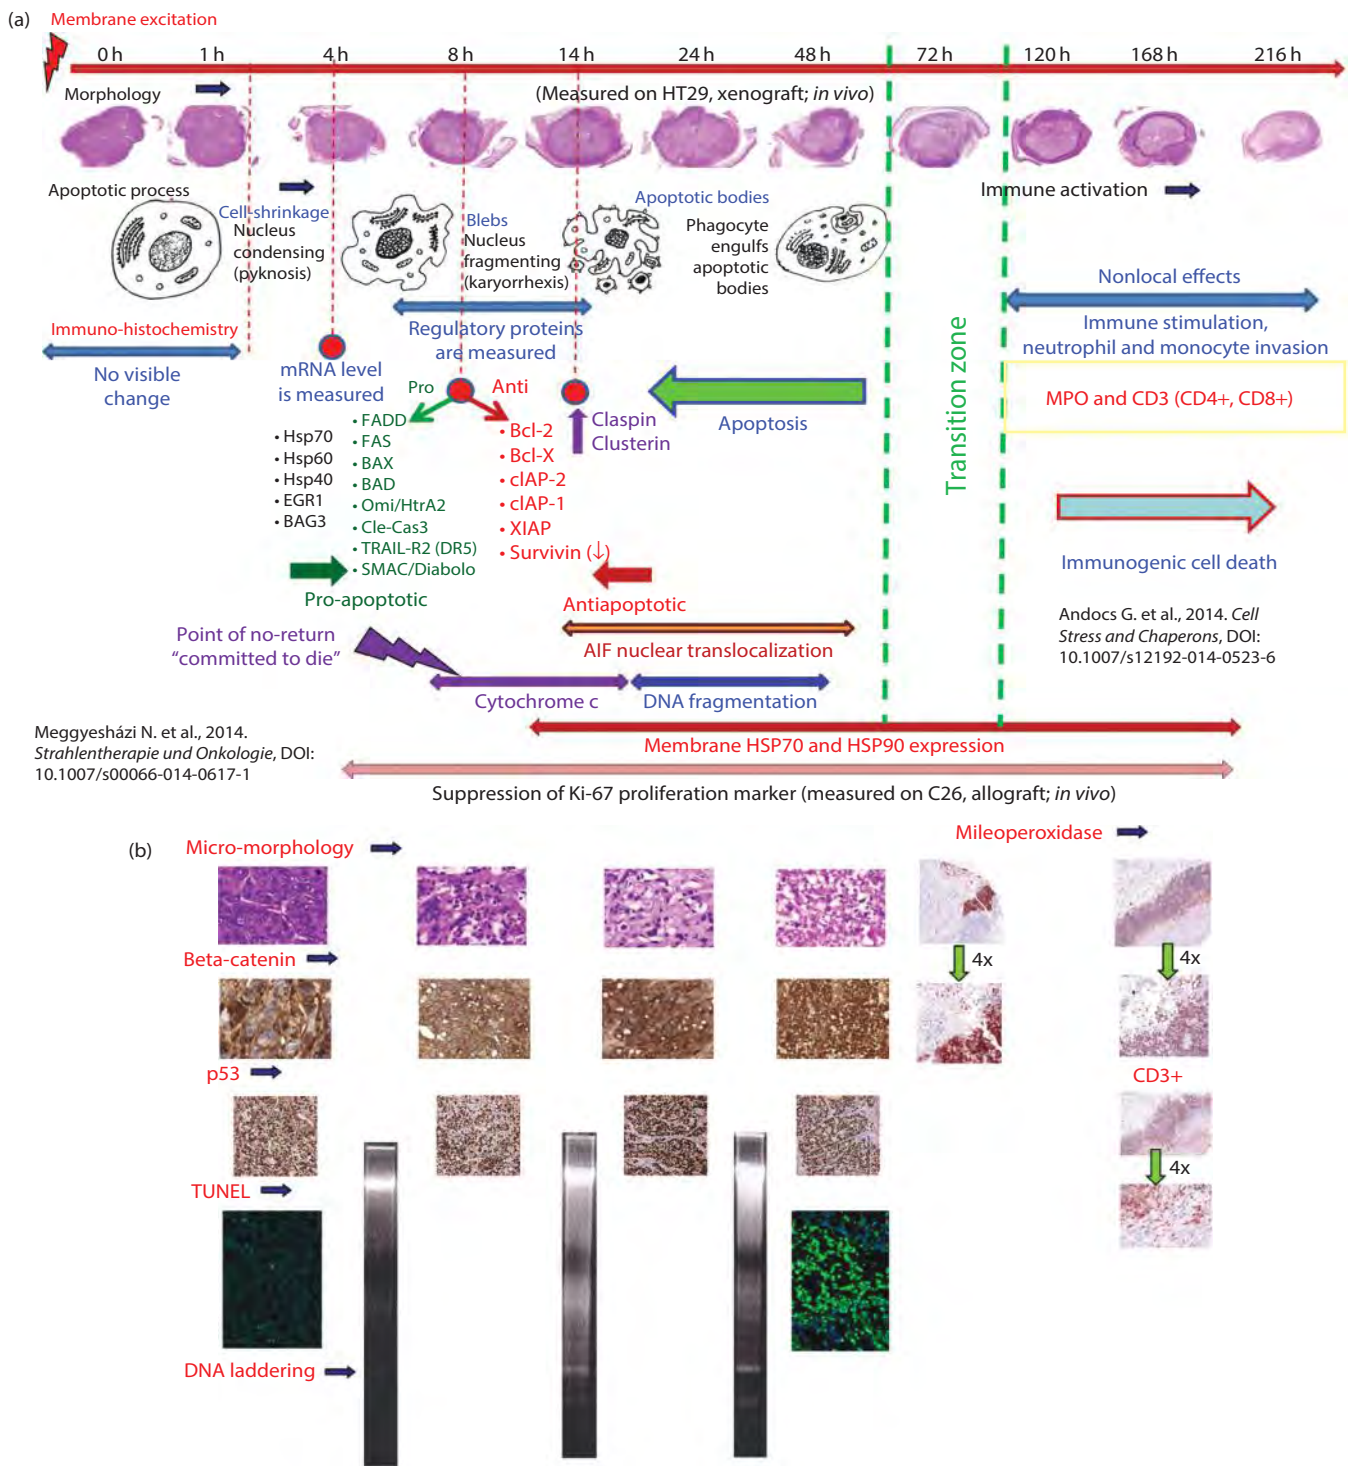 (a)
Membrane excitation
0 h 1 h 4 h 8 h 14 h 24 h 48 h 72 h 120 h 168 h 216 h
Morphology
(Measured on HT29, xenograft; in vivo)
Apoptotic process
Cell-shrinkage
Nucleus
condensing
(pyknosis)
Blebs
Nucleus
fragmenting
(karyorrhexis)
Apoptotic bodies
Phagocyte
engulfs
apoptotic
bodies
Immune activation
Immuno-histochemistry
No visible
change
mRNA level
is measured
Regulatory proteins
are measured
Nonlocal effects
Immune stimulation,
neutrophil and monocyte invasion
MPO and CD3 (CD4+, CD8+)
Transition zone
• Hsp70
• Hsp60
• Hsp40
• EGR1
• BAG3
Pro
• FADD
• FAS
• BAX
• BAD
• Omi/HtrA2
• Cle-Cas3
• TRAIL-R2 (DR5)
• SMAC/Diabolo
Pro-apoptotic
Anti
• Bcl-2
• Bcl-X
• clAP-2
• clAP-1
• XIAP
• Survivin (↓)
Antiapoptotic
Claspin
Clusterin
Apoptosis
Immunogenic cell death
Andocs G. et al., 2014. Cell
Stress and Chaperons, DOI:
10.1007/s12192-014-0523-6
Point of no-return
“committed to die”
AIF nuclear translocalization
Cytochrome c
DNA fragmentation
Meggyesházi N. et al., 2014.
Strahlentherapie und Onkologie, DOI:
10.1007/s00066-014-0617-1
Membrane HSP70 and HSP90 expression
Suppression of Ki-67 proliferation marker (measured on C26, allograft; in vivo)
(b)
Micro-morphology
Mileoperoxidase
Beta-catenin
4x
4x
p53
CD3+
TUNEL
4x
DNA laddering